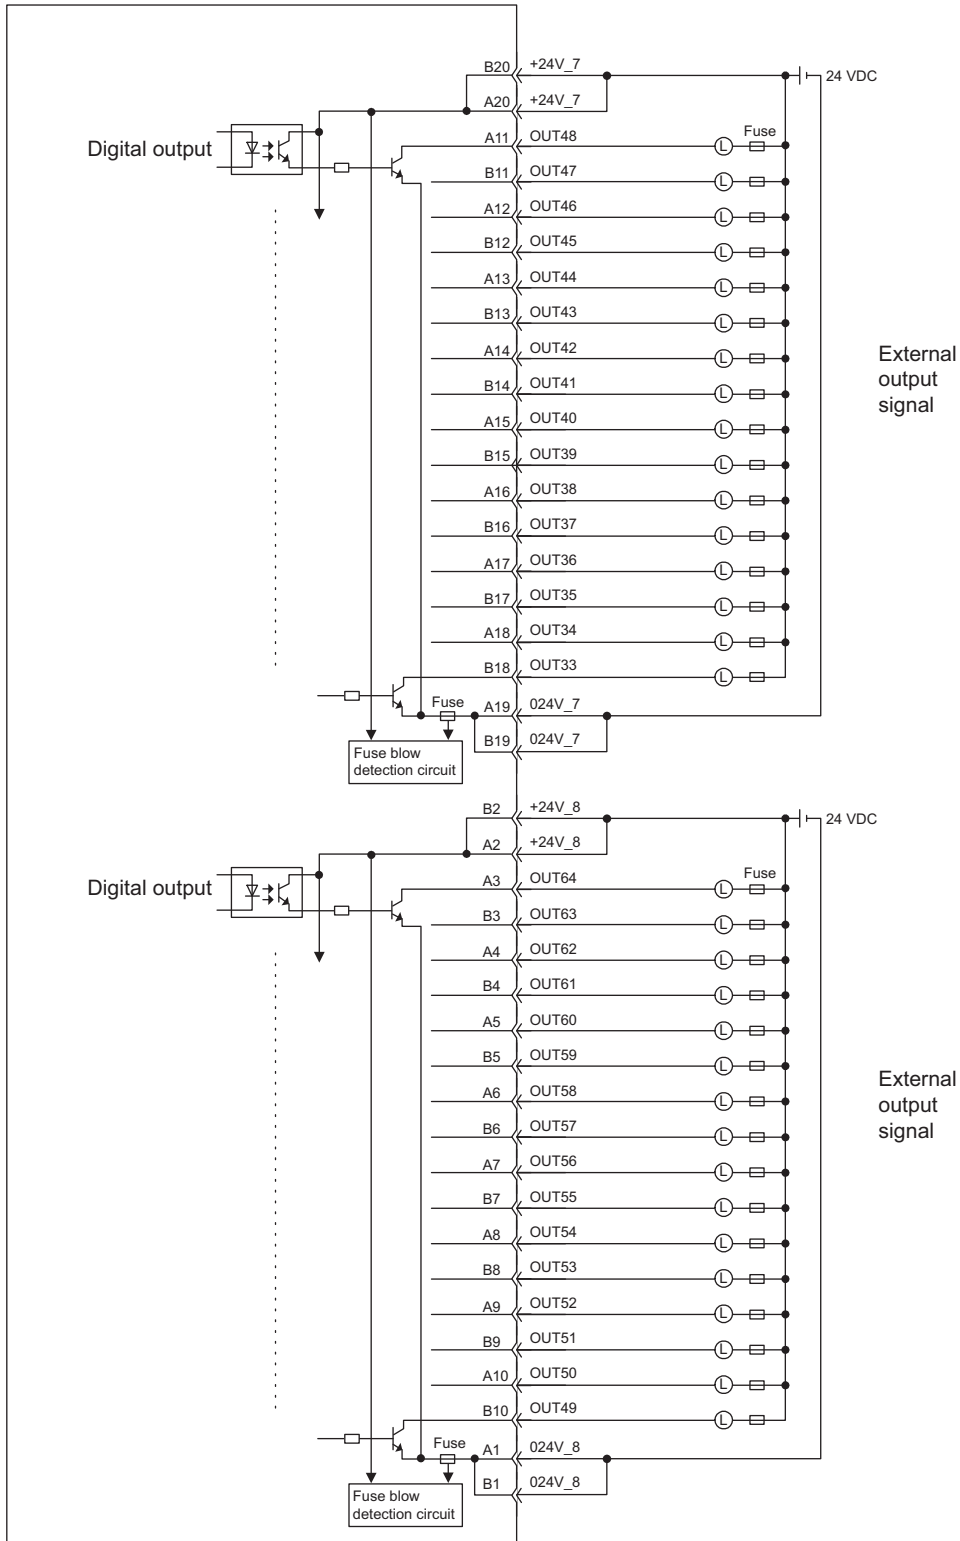 B20 +24V_7
24 VDC
A20 +24V_7
Digital output
A11 OUT48
Fuse
L
B11 OUT47 L
A12 OUT46 L
B12 OUT45 L
A13 OUT44 L
B13 OUT43 L
A14 OUT42 L
B14 OUT41 L
A15 OUT40 L
B15 OUT39 L
A16 OUT38 L
B16 OUT37 L
A17 OUT36 L
B17 OUT35 L
A18 OUT34 L
B18 OUT33 L
External
output
signal
Fuse
A19 024V_7
B19 024V_7
Fuse blow
detection circuit
B2 +24V_8
24 VDC
A2 +24V_8
Digital output
A3 OUT64
Fuse
L
B3 OUT63 L
A4 OUT62 L
B4 OUT61 L
A5 OUT60 L
B5 OUT59 L
A6 OUT58 L
B6 OUT57 L
A7 OUT56 L
B7 OUT55 L
A8 OUT54 L
B8 OUT53 L
A9 OUT52 L
B9 OUT51 L
A10 OUT50 L
B10 OUT49 L
External
output
signal
Fuse
A1 024V_8
B1 024V_8
Fuse blow
detection circuit